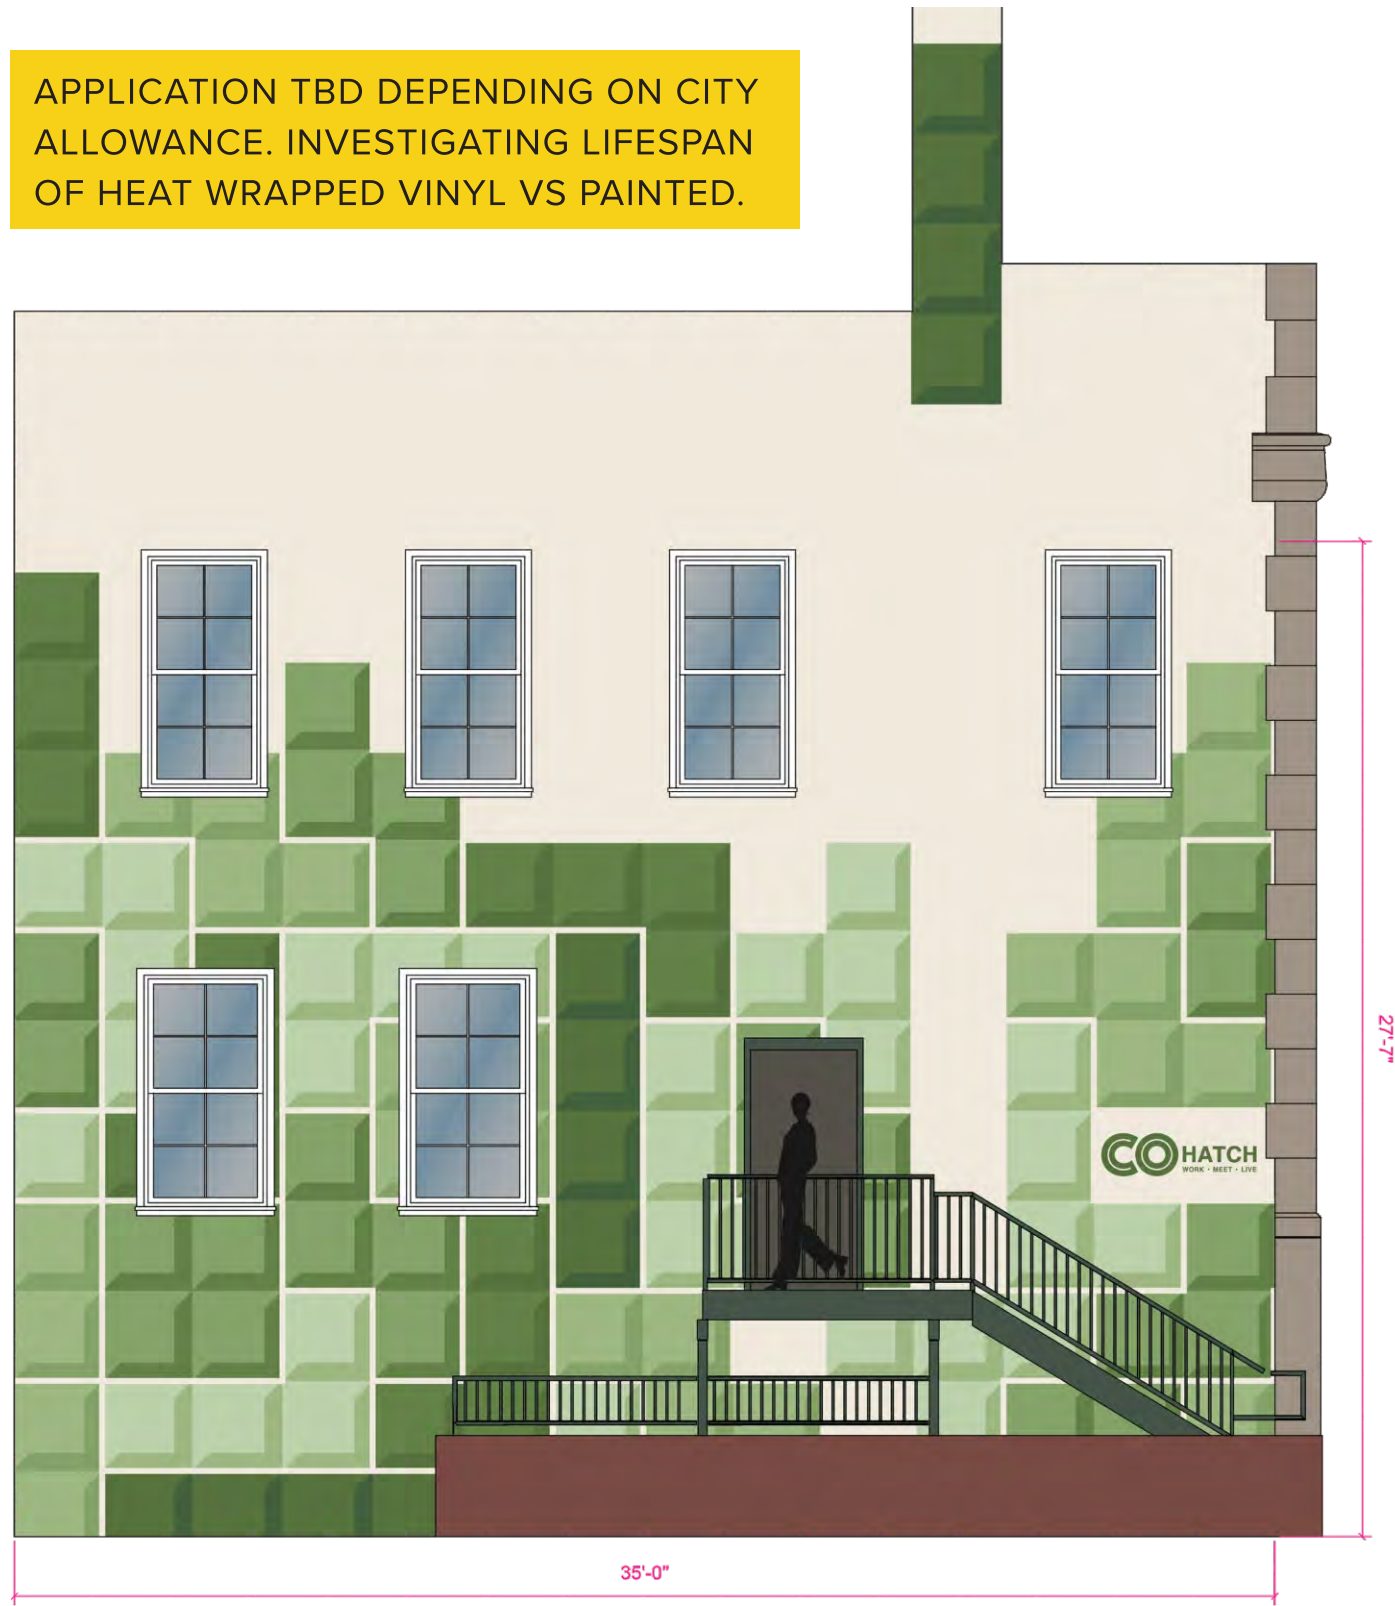 APPLICATION TBD DEPENDING ON CITY
ALLOWANCE. INVESTIGATING LIFESPAN
OF HEAT WRAPPED VINYL VS PAINTED.
27'-7"
COHATCH
WORK • MEET • LIVE
35'-0"